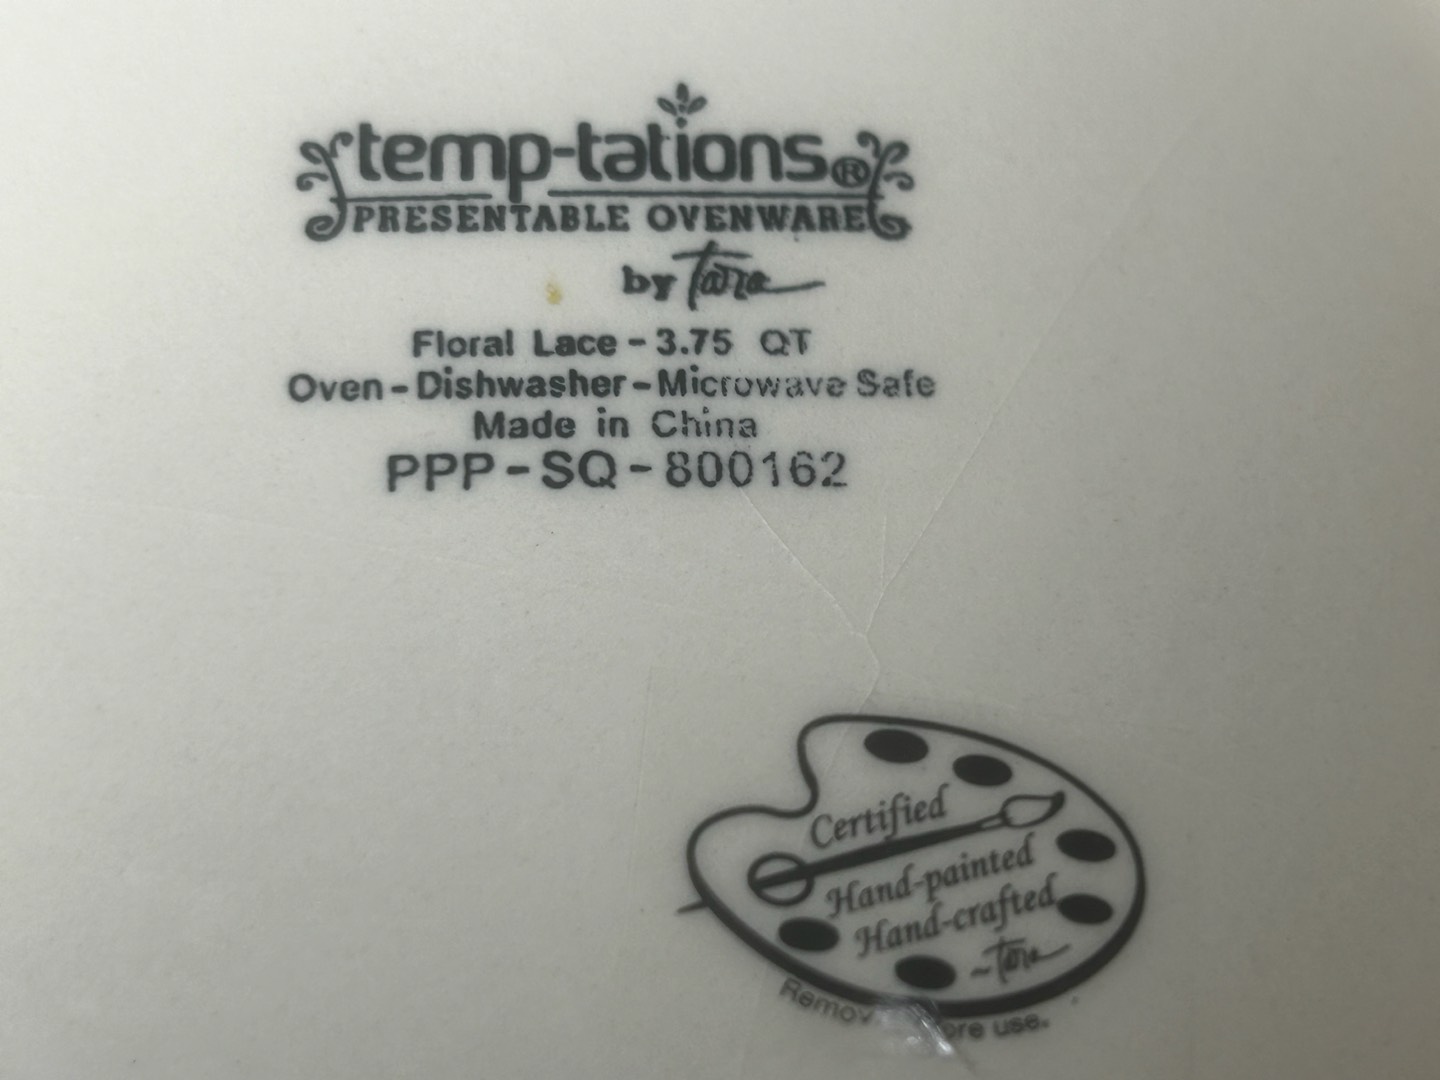 temp-tations®
PRESENTABLE OVENWARE
by Tara
Floral Lace - 3.75 QT
Oven - Dishwasher - Microwave Safe
Made in China
PPP - SQ - 800162
Certified
Hand-painted
Hand-crafted
~Tara
use.